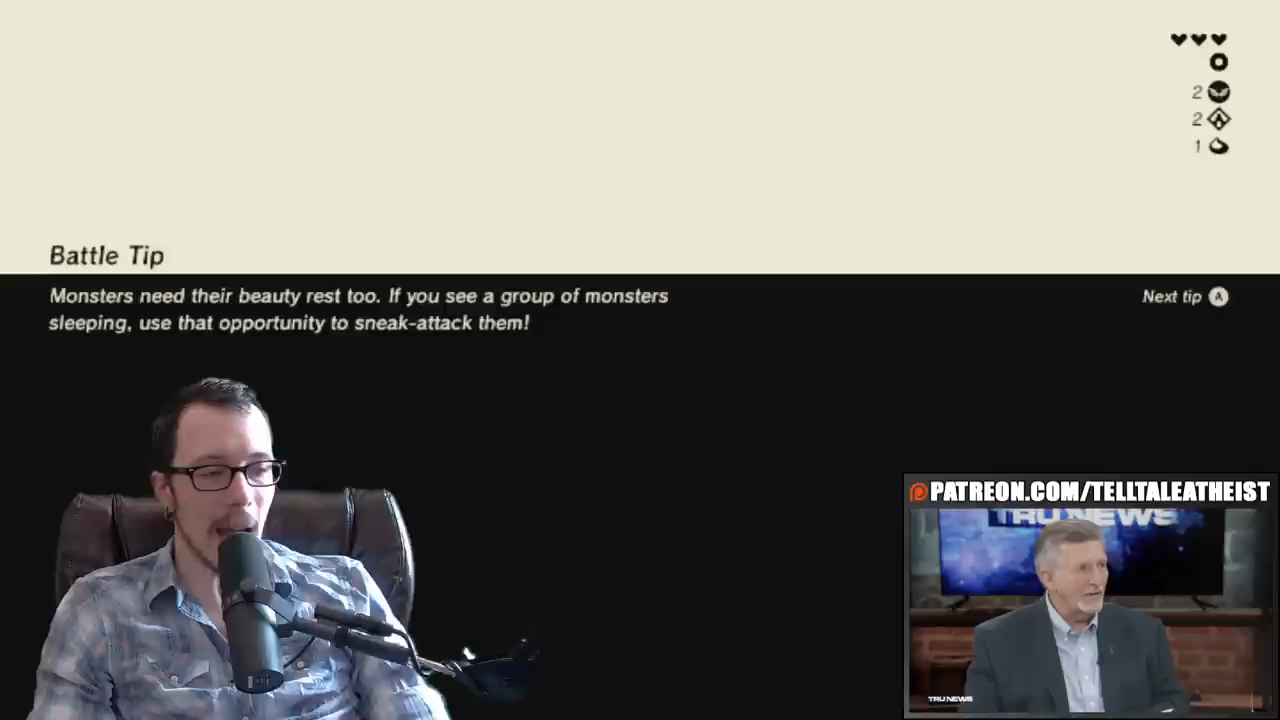 2
2
1
Battle Tip
Monsters need their beauty rest too. If you see a group of monsters
sleeping, use that opportunity to sneak-attack them!
Next tip A
PATREON.COM/TELLTALEATHEIST
TRUNEWS
TRUNEWS